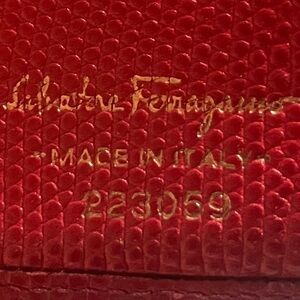 Salvatore Ferragamo
-MADE IN ITALY-
223059